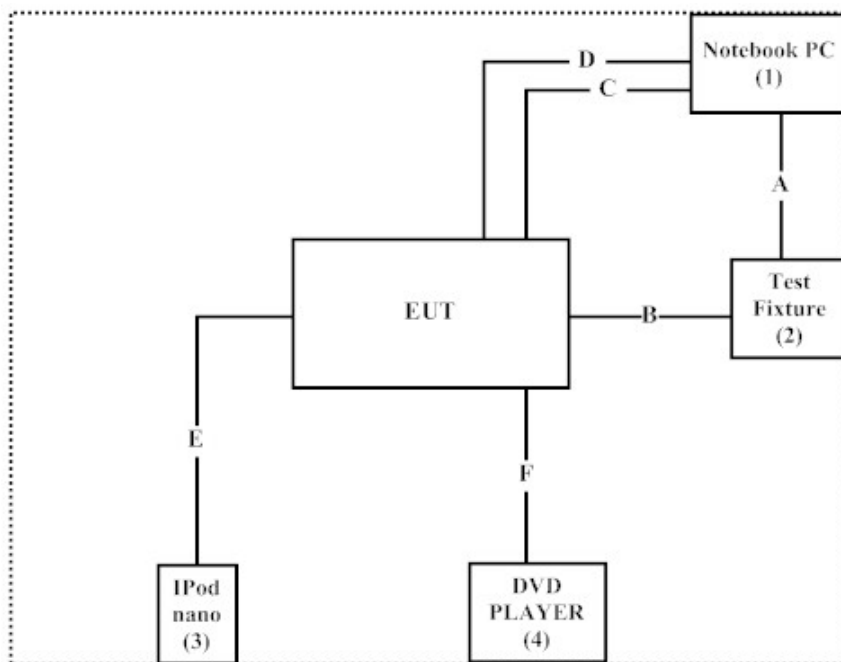 Notebook PC
(1)
D
C
A
Test
Fixture
(2)
EUT
B
E
F
IPod
nano
(3)
DVD
PLAYER
(4)